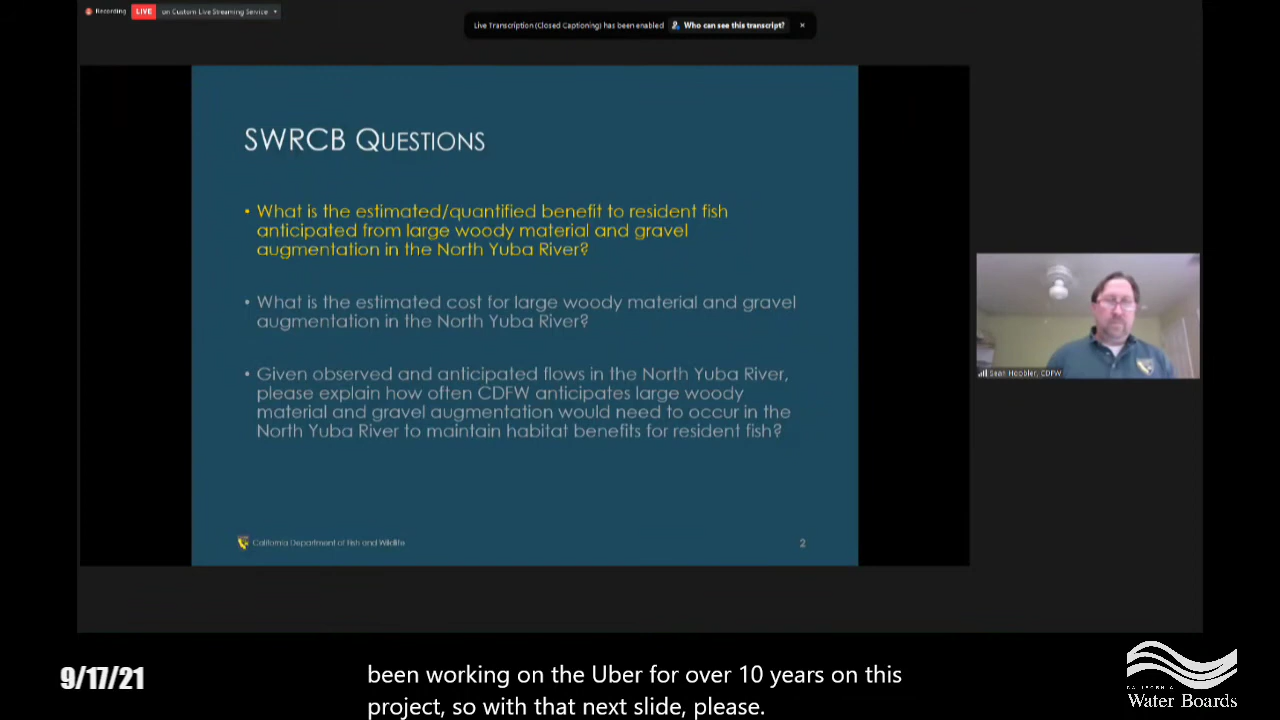 Recording
LIVE on Custom Live Streaming Service
Live Transcription (Closed Captioning) has been enabled Who can see this transcript?
SWRCB QUESTIONS
• What is the estimated/quantified benefit to resident fish
anticipated from large woody material and gravel
augmentation in the North Yuba River?
• What is the estimated cost for large woody material and gravel
augmentation in the North Yuba River?
• Given observed and anticipated flows in the North Yuba River,
please explain how often CDFW anticipates large woody
material and gravel augmentation would need to occur in the
North Yuba River to maintain habitat benefits for resident fish?
California Department of Fish and Wildlife
2
Sean Hoobler, CDFW
9/17/21
been working on the Uber for over 10 years on this
project, so with that next slide, please.
CALIFORNIA
Water Boards